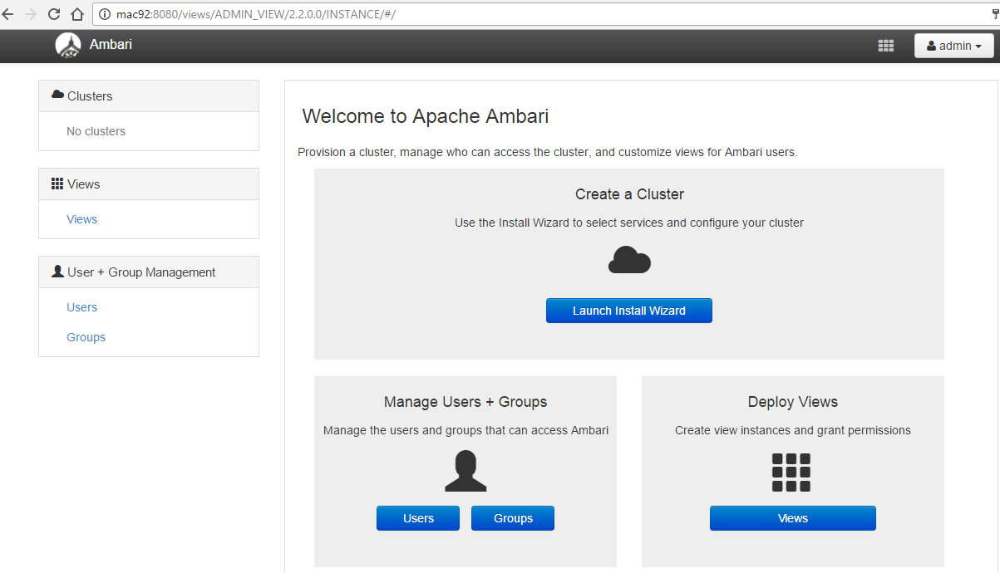 mac92:8080/views/ADMIN_VIEW/2.2.0.0/INSTANCE/#/
Ambari
admin
Clusters
No clusters
Views
Views
User + Group Management
Users
Groups
Welcome to Apache Ambari
Provision a cluster, manage who can access the cluster, and customize views for Ambari users.
Create a Cluster
Use the Install Wizard to select services and configure your cluster
Launch Install Wizard
Manage Users + Groups
Manage the users and groups that can access Ambari
Users
Groups
Deploy Views
Create view instances and grant permissions
Views